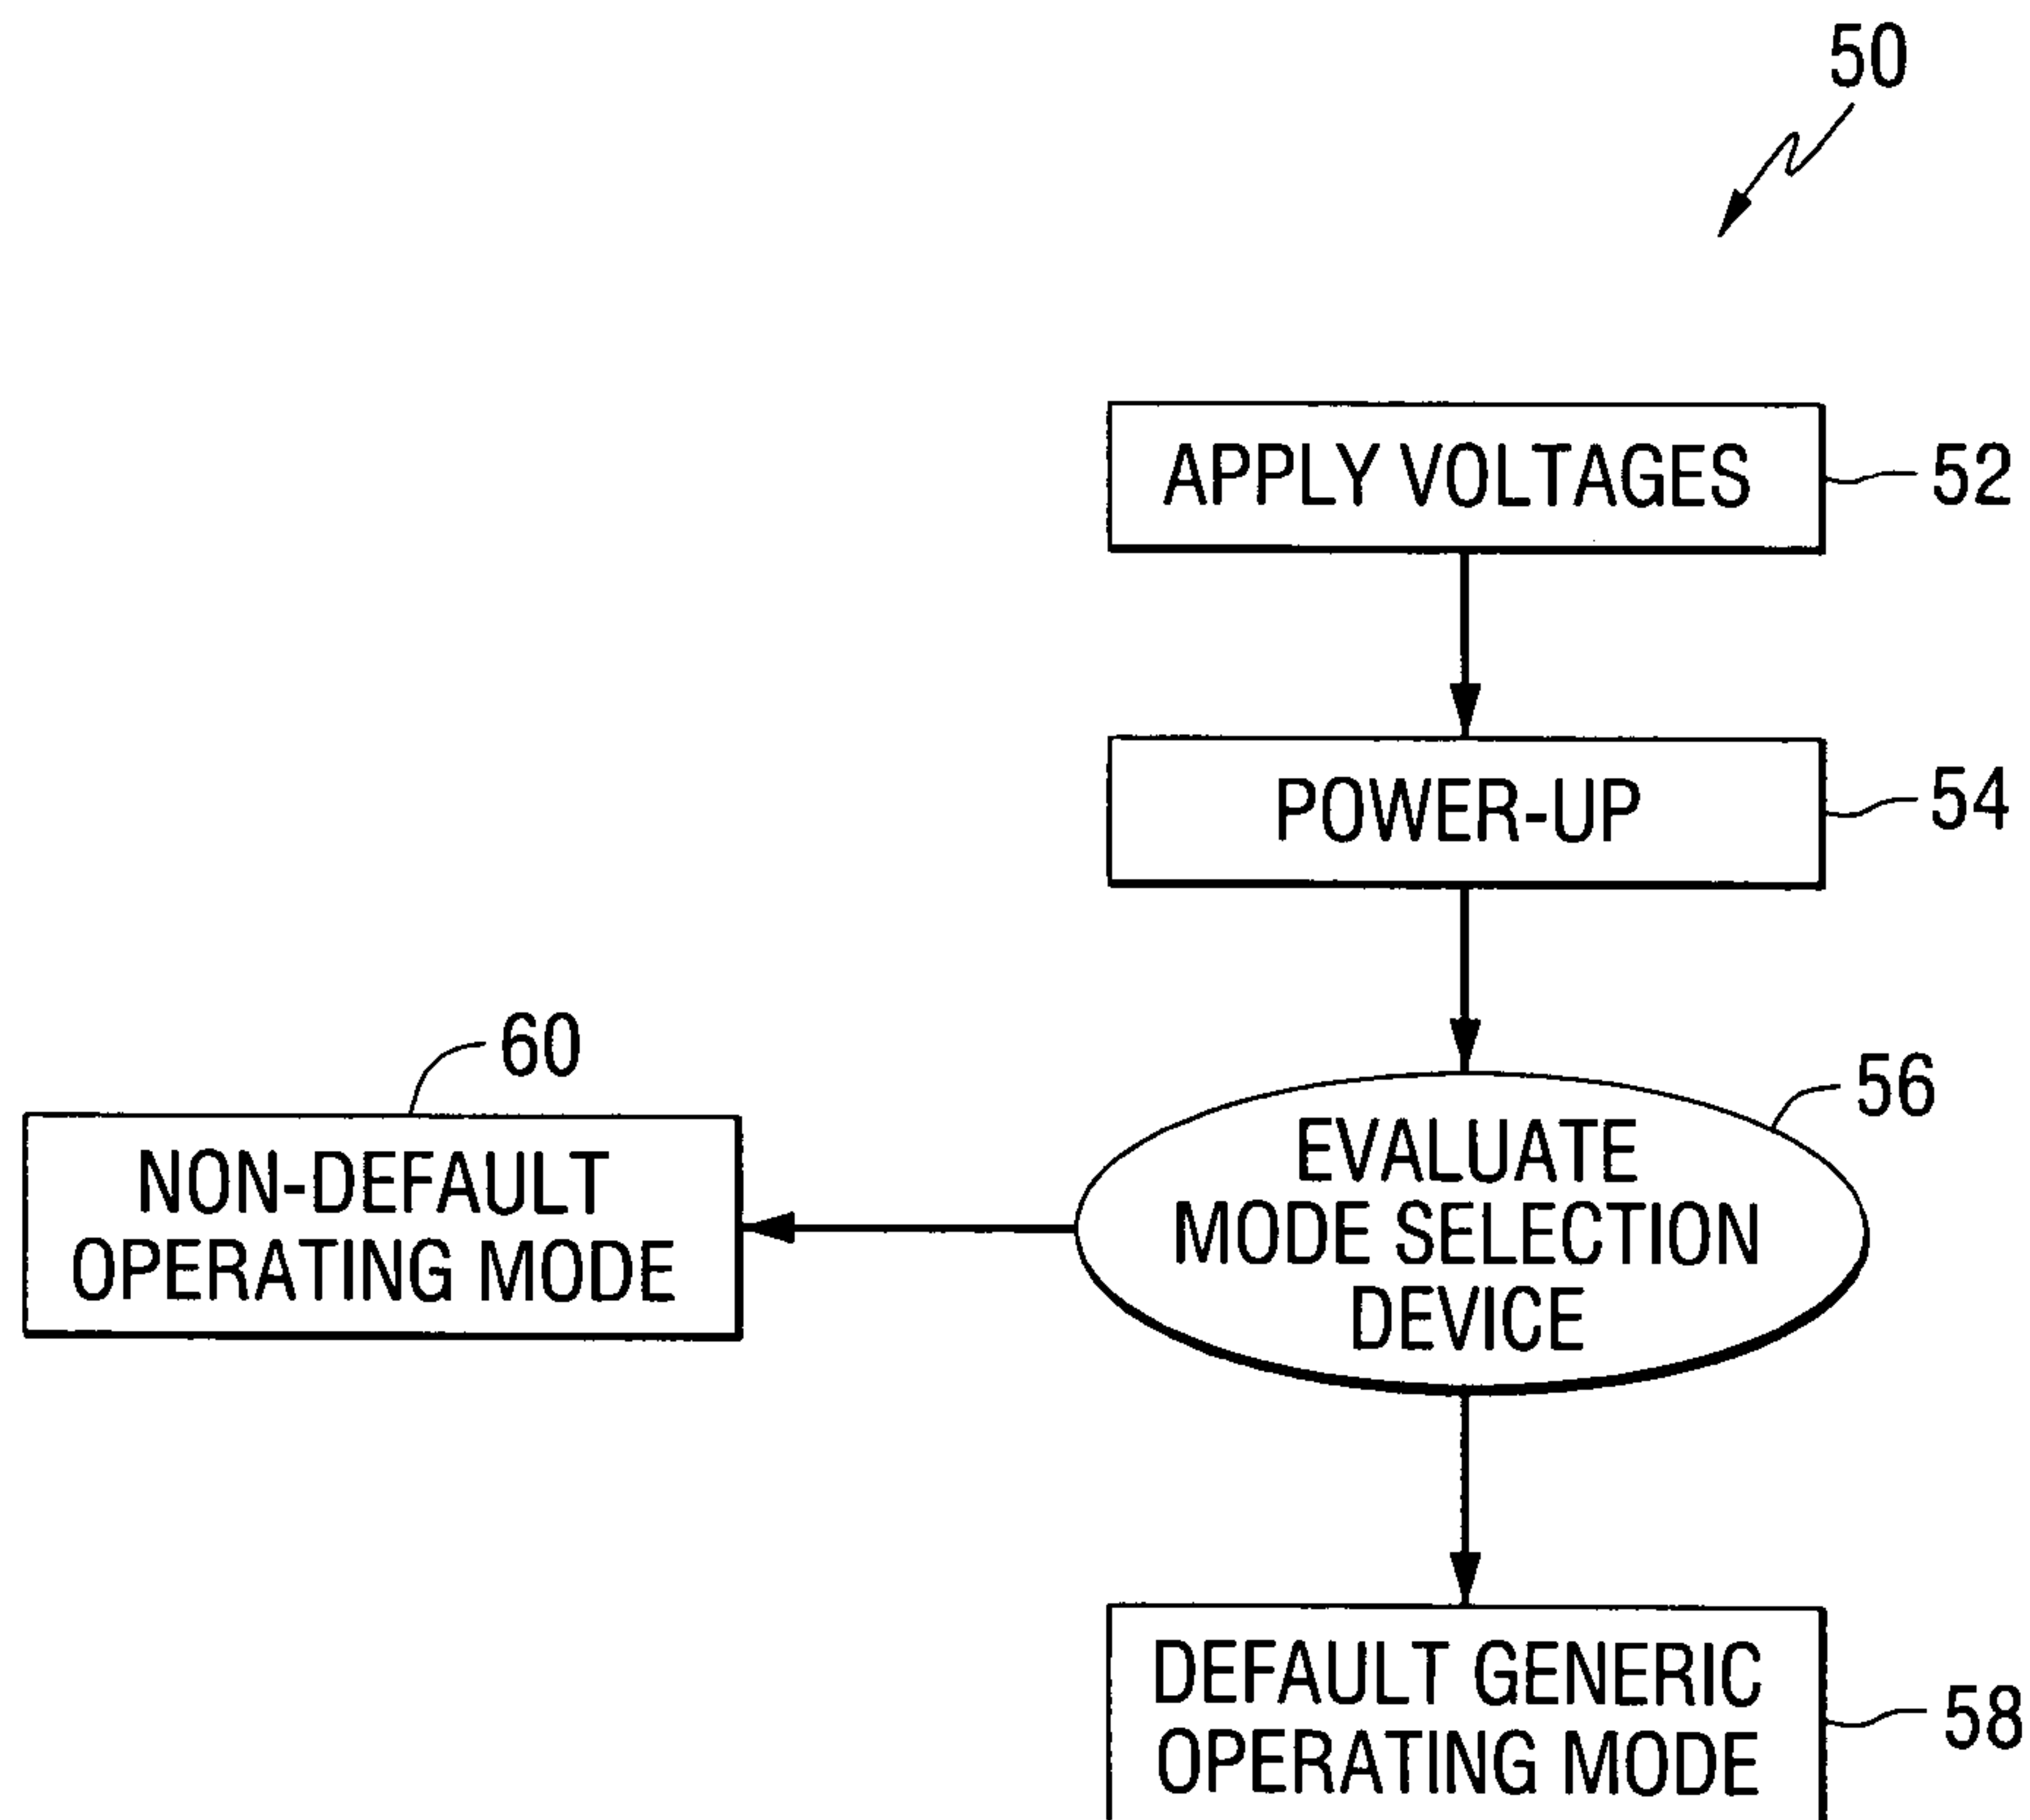 50
APPLY VOLTAGES
52
POWER-UP
54
60
NON-DEFAULT
OPERATING MODE
56
EVALUATE
MODE SELECTION
DEVICE
DEFAULT GENERIC
OPERATING MODE
58